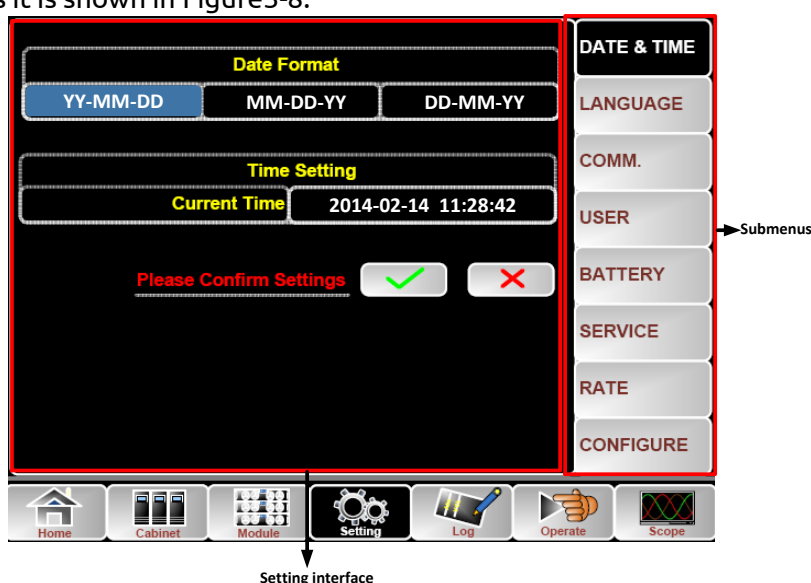 s it is shown in Figure5-8.
DATE & TIME
Date Format
YY-MM-DD MM-DD-YY DD-MM-YY
LANGUAGE
Time Setting
COMM.
Current Time 2014-02-14 11:28:42
USER
Submenus
Please Confirm Settings
BATTERY
SERVICE
RATE
CONFIGURE
Home Cabinet Module Setting Log Operate Scope
Setting interface